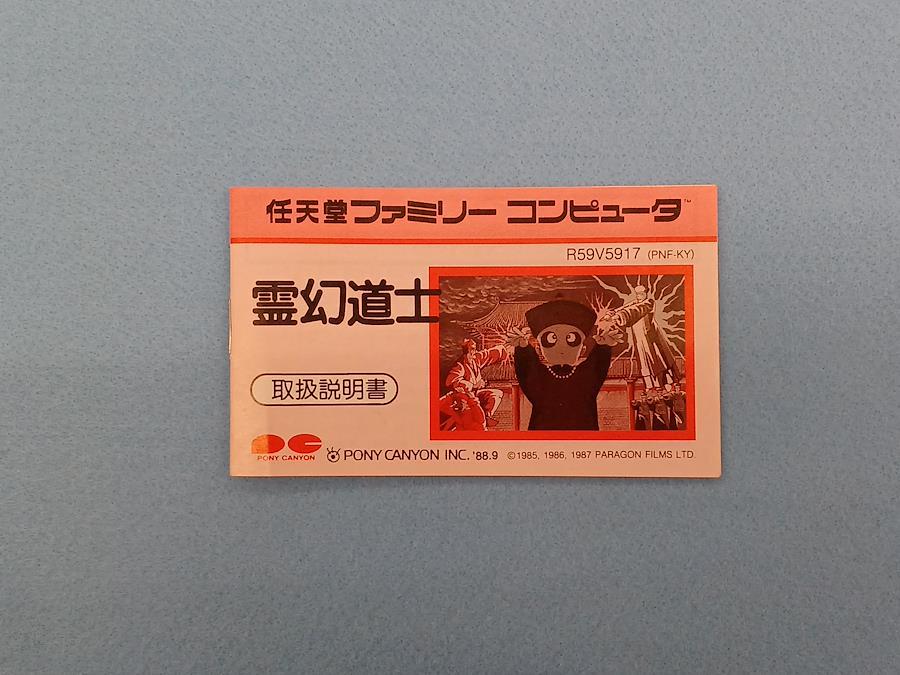 任天堂ファミリー コンピュータ™
R59V5917 (PNF-KY)
霊幻道士
取扱説明書
PONY CANYON
PONY CANYON INC. '88.9 ©1985, 1986, 1987 PARAGON FILMS LTD.